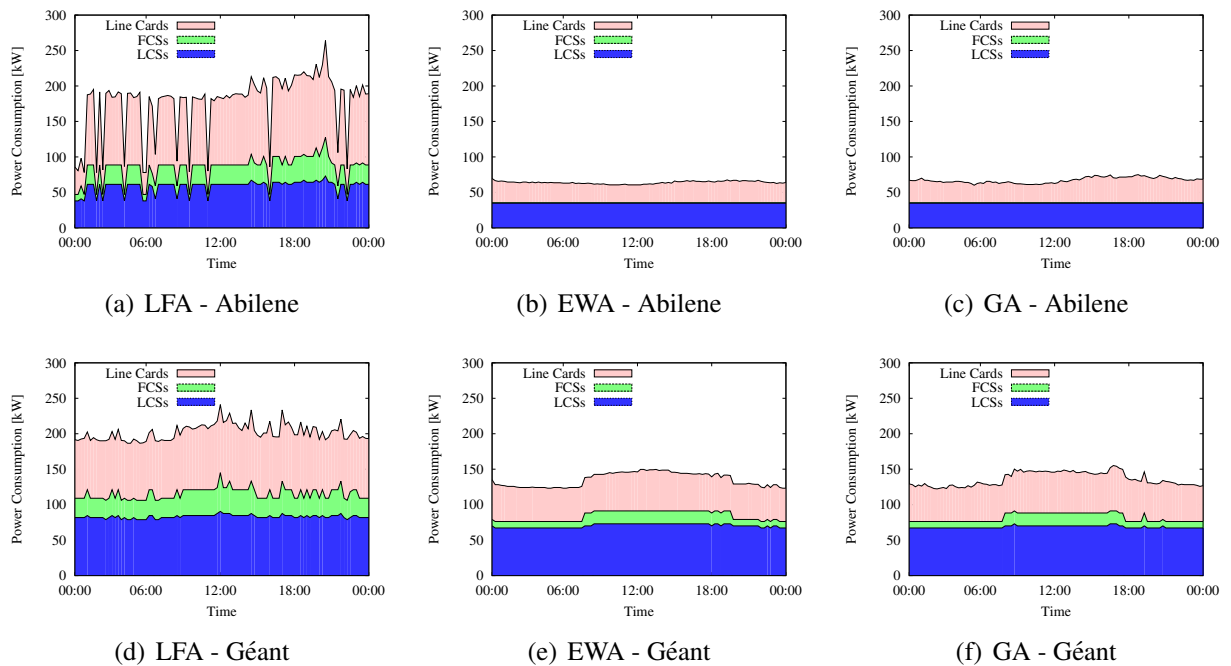 300
250
200
150
100
50
0
Power Consumption [kW]
Line Cards
FCSs
LCSs
00:00 06:00 12:00 18:00 00:00
Time
(a) LFA - Abilene
300
250
200
150
100
50
0
Power Consumption [kW]
Line Cards
FCSs
LCSs
00:00 06:00 12:00 18:00 00:00
Time
(b) EWA - Abilene
300
250
200
150
100
50
0
Power Consumption [kW]
Line Cards
FCSs
LCSs
00:00 06:00 12:00 18:00 00:00
Time
(c) GA - Abilene
300
250
200
150
100
50
0
Power Consumption [kW]
Line Cards
FCSs
LCSs
00:00 06:00 12:00 18:00 00:00
Time
(d) LFA - Géant
300
250
200
150
100
50
0
Power Consumption [kW]
Line Cards
FCSs
LCSs
00:00 06:00 12:00 18:00 00:00
Time
(e) EWA - Géant
300
250
200
150
100
50
0
Power Consumption [kW]
Line Cards
FCSs
LCSs
00:00 06:00 12:00 18:00 00:00
Time
(f) GA - Géant